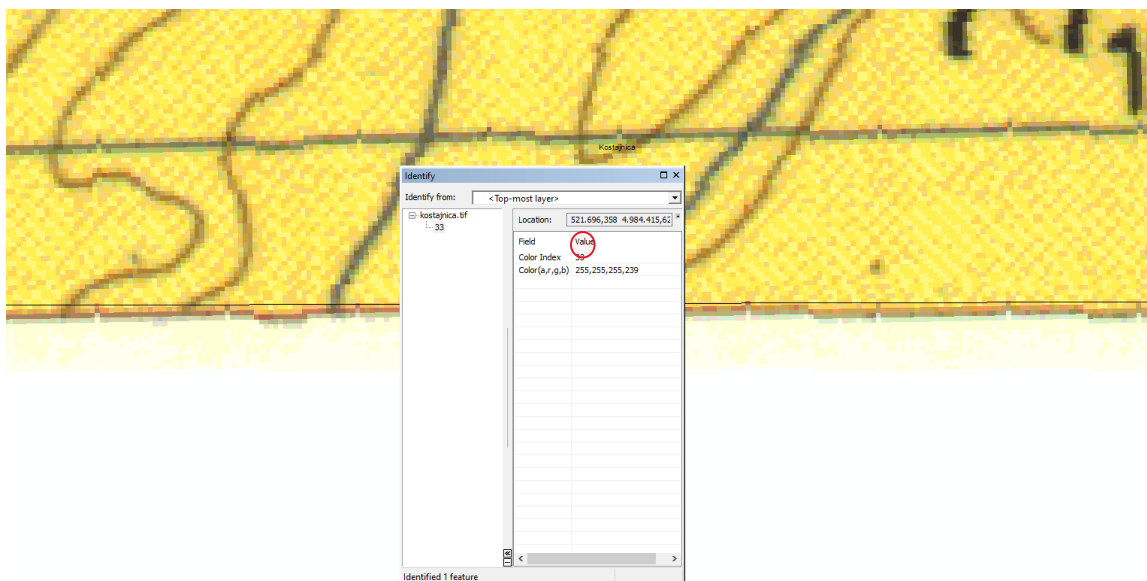 Kostajnica
Identify
Identify from: <Top-most layer>
kostajnica.tif
33
Location: 521.696,358 4.984.415,62
Field Value
Color Index 33
Color(a,r,g,b) 255,255,255,239
Identified 1 feature